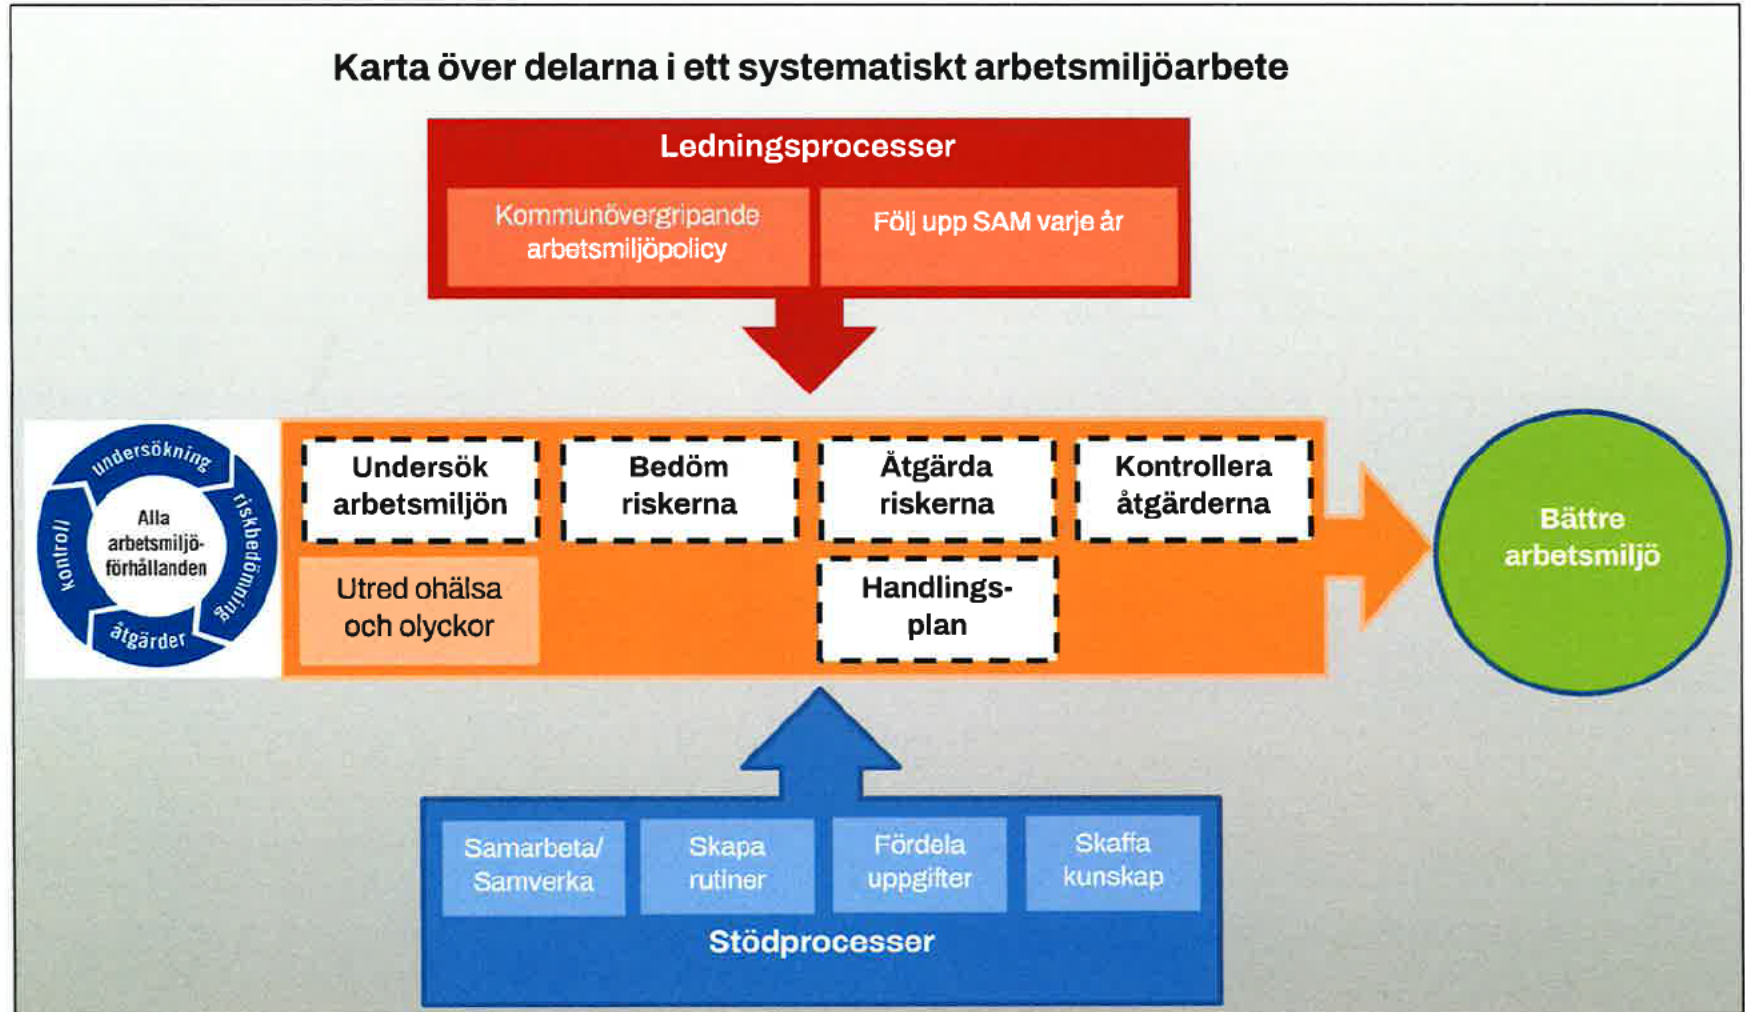 Karta över delarna i ett systematiskt arbetsmiljöarbete
Ledningsprocesser
Kommunövergripande
arbetsmiljöpolicy
Följ upp SAM varje år
undersökning
riskbedömning
åtgärder
kontroll
Alla
arbetsmiljö-
förhållanden
Undersök
arbetsmiljön
Bedöm
riskerna
Åtgärda
riskerna
Kontrollera
åtgärderna
Utred ohälsa
och olyckor
Handlings-
plan
Bättre
arbetsmiljö
Samarbeta/
Samverka
Skapa
rutiner
Fördela
uppgifter
Skaffa
kunskap
Stödprocesser